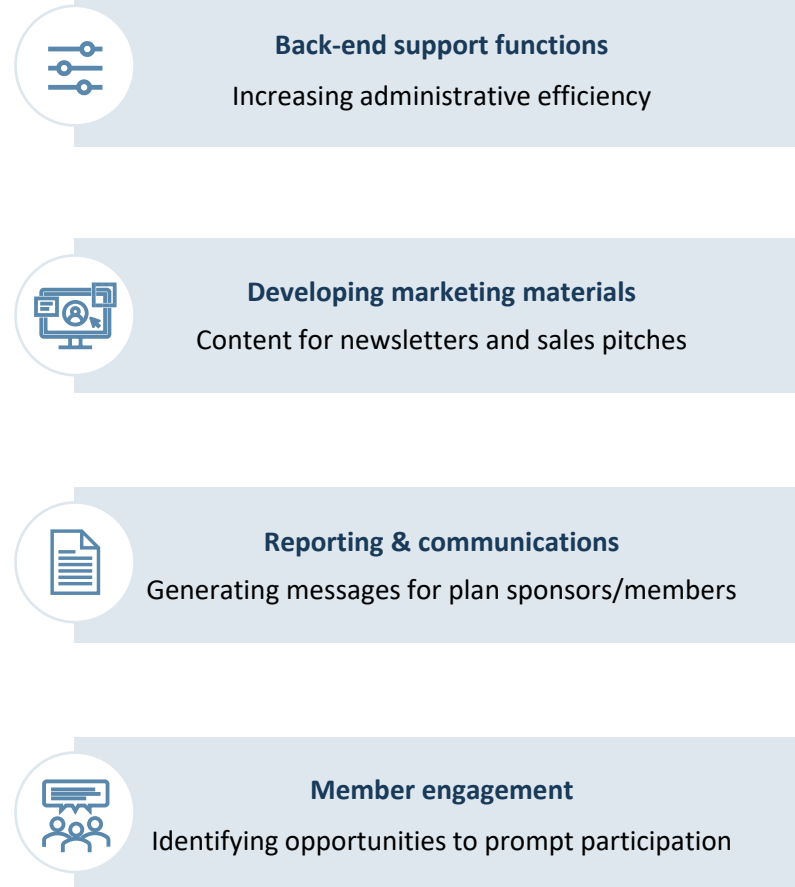 Back-end support functions
Increasing administrative efficiency
Developing marketing materials
Content for newsletters and sales pitches
Reporting & communications
Generating messages for plan sponsors/members
Member engagement
Identifying opportunities to prompt participation